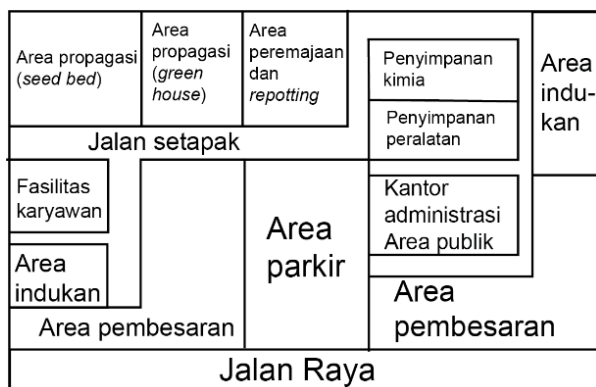 Area propagasi
(seed bed)
Area
propagasi
(green
house)
Area
peremajaan
dan
repotting
Penyimpanan
kimia
Penyimpanan
peralatan
Area
indu-
kan
Jalan setapak
Fasilitas
karyawan
Area
indukan
Area
parkir
Kantor
administrasi
Area publik
Area pembesaran
Area
pembesaran
Jalan Raya